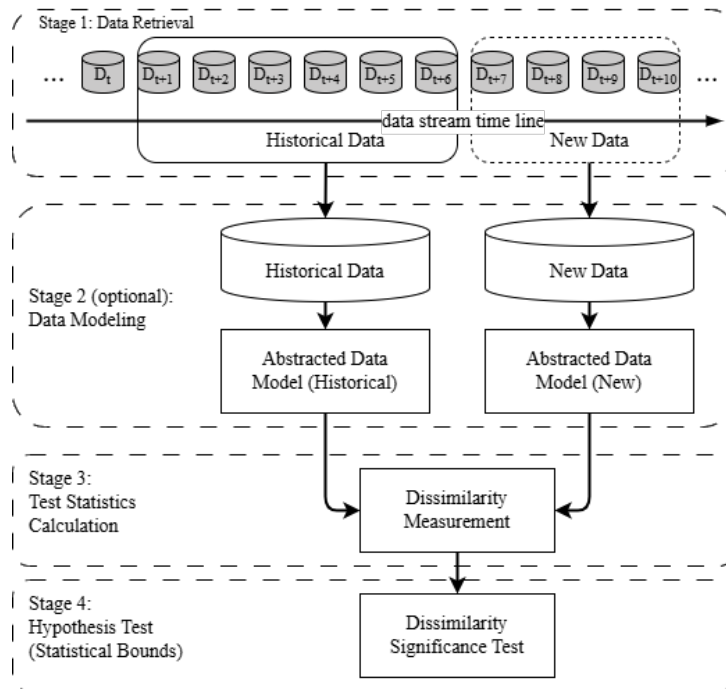 Stage 1: Data Retrieval
... Dt Dt+1 Dt+2 Dt+3 Dt+4 Dt+5 Dt+6 Dt+7 Dt+8 Dt+9 Dt+10 ...
data stream time line
Historical Data New Data
Historical Data New Data
Stage 2 (optional):
Data Modeling
Abstracted Data
Model (Historical)
Abstracted Data
Model (New)
Stage 3:
Test Statistics
Calculation
Dissimilarity
Measurement
Stage 4:
Hypothesis Test
(Statistical Bounds)
Dissimilarity
Significance Test